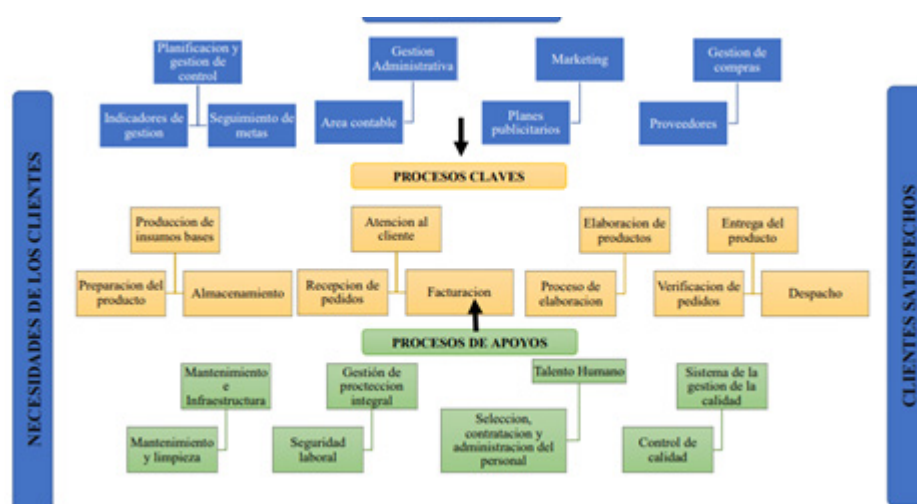 Planificacion y
gestion de control
Gestion
Administrativa
Marketing
Gestion de
compras
Indicadores de
gestion
Seguimiento de
metas
Area contable
Planes
publicitarios
Proveedores
NECESIDADES DE LOS CLIENTES
CLIENTES SATISFECHOS
PROCESOS CLAVES
Produccion de
insumos bases
Atencion al
cliente
Elaboracion de
productos
Entrega del
producto
Preparacion del
producto
Almacenamiento
Recepcion de
pedidos
Facturacion
Proceso de
elaboracion
Verificacion de
pedidos
Despacho
PROCESOS DE APOYOS
Mantenimiento
e
Infraestructura
Gestión de
procteccion
integral
Talento Humano
Sistema de la
gestion de la
calidad
Mantenimiento
y limpieza
Seguridad
laboral
Seleccion,
contratacion y
administracion del
personal
Control de
calidad